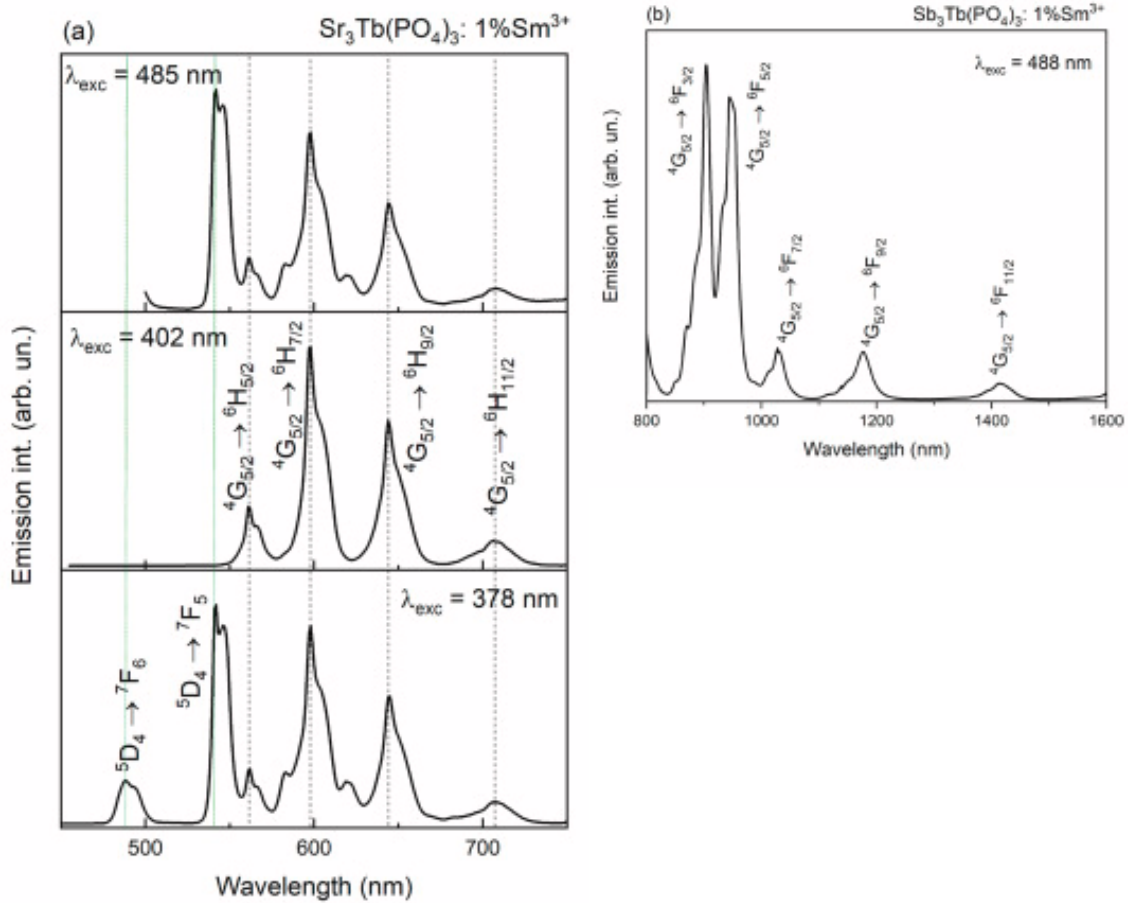 (a) Sr₃Tb(PO₄)₃: 1%Sm³⁺
λexc = 485 nm
λexc = 402 nm
⁴G₅/₂ → ⁶H₅/₂
⁴G₅/₂ → ⁶H₇/₂
⁴G₅/₂ → ⁶H₉/₂
⁴G₅/₂ → ⁶H₁₁/₂
λexc = 378 nm
⁵D₄ → ⁷F₆
⁵D₄ → ⁷F₅
Emission int. (arb. un.)
500 600 700
Wavelength (nm)
(b) Sb₃Tb(PO₄)₃: 1%Sm³⁺
λexc = 488 nm
⁴G₅/₂ → ⁶F₃/₂
⁴G₅/₂ → ⁶F₅/₂
⁴G₅/₂ → ⁶F₇/₂
⁴G₅/₂ → ⁶F₉/₂
⁴G₅/₂ → ⁶F₁₁/₂
Emission int. (arb. un.)
800 1000 1200 1400 1600
Wavelength (nm)